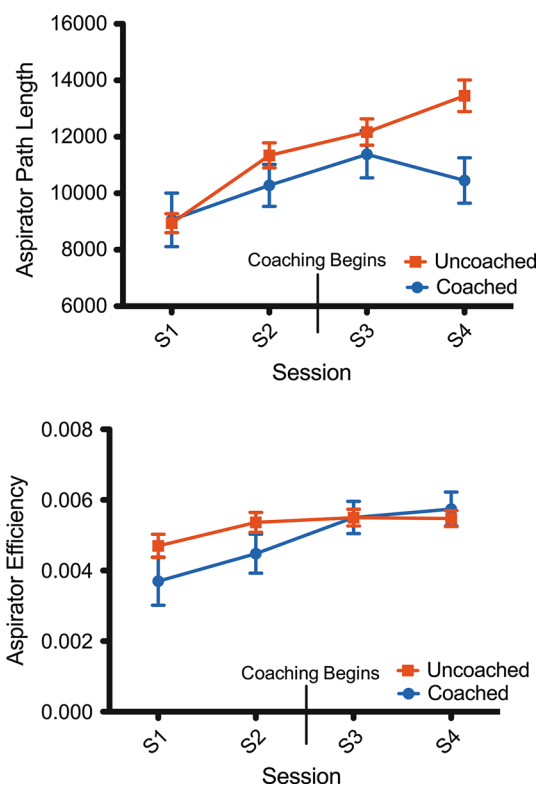 16000
14000
12000
10000
8000
6000
Aspirator Path Length
Coaching Begins
Uncoached
Coached
S1
S2
S3
S4
Session
0.008
0.006
0.004
0.002
0.000
Aspirator Efficiency
Coaching Begins
Uncoached
Coached
S1
S2
S3
S4
Session